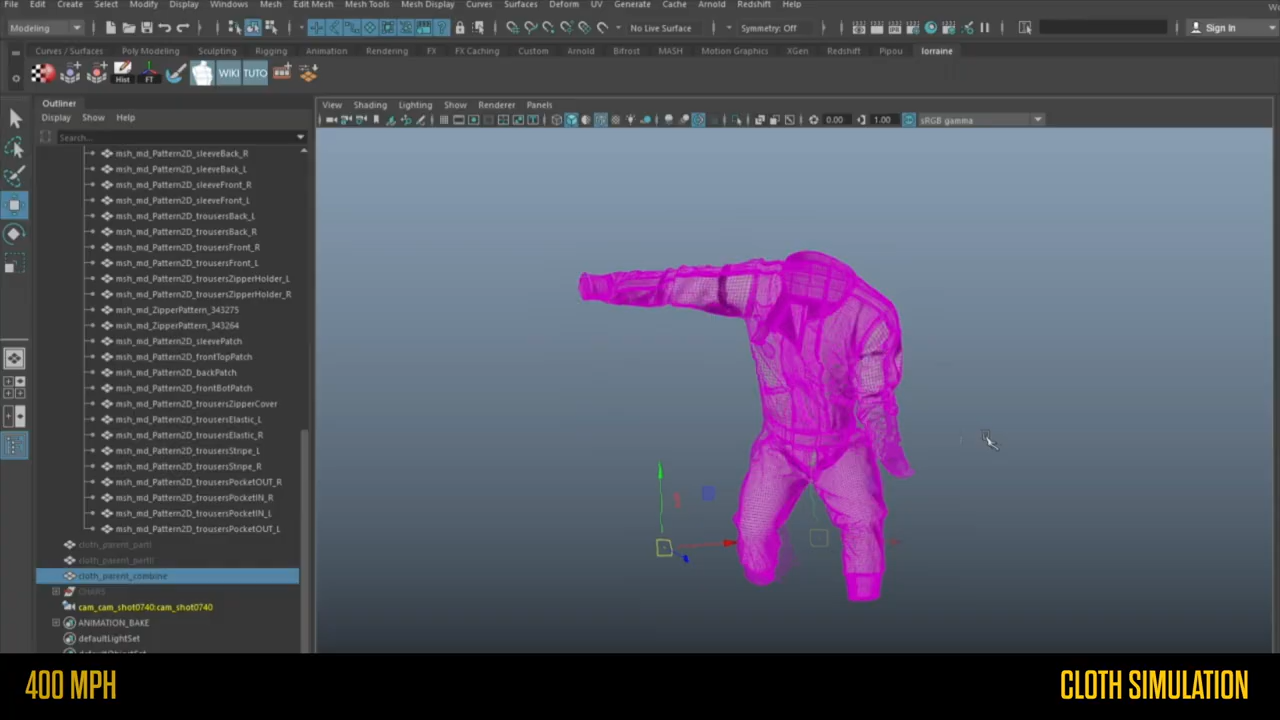 File Edit Create Select Modify Display Windows Mesh Edit Mesh Mesh Tools Mesh Display Curves Surfaces Deform UV Generate Cache Arnold Redshift Help
Modeling No Live Surface Symmetry: Off Sign In
Curves / Surfaces Poly Modeling Sculpting Rigging Animation Rendering FX FX Caching Custom Arnold Bifrost MASH Motion Graphics XGen Redshift Pipou lorraine
Hist FT WIKI TUTO
Outliner
Display Show Help
Search...
View Shading Lighting Show Renderer Panels
0.00 1.00 sRGB gamma
msh_md_Pattern2D_sleeveBack_R
msh_md_Pattern2D_sleeveBack_L
msh_md_Pattern2D_sleeveFront_R
msh_md_Pattern2D_sleeveFront_L
msh_md_Pattern2D_trousersBack_L
msh_md_Pattern2D_trousersBack_R
msh_md_Pattern2D_trousersFront_R
msh_md_Pattern2D_trousersFront_L
msh_md_Pattern2D_trousersZipperHolder_L
msh_md_Pattern2D_trousersZipperHolder_R
msh_md_ZipperPattern_343275
msh_md_ZipperPattern_343264
msh_md_Pattern2D_sleevePatch
msh_md_Pattern2D_frontTopPatch
msh_md_Pattern2D_backPatch
msh_md_Pattern2D_frontBotPatch
msh_md_Pattern2D_trousersZipperCover
msh_md_Pattern2D_trousersElastic_L
msh_md_Pattern2D_trousersElastic_R
msh_md_Pattern2D_trousersStripe_L
msh_md_Pattern2D_trousersStripe_R
msh_md_Pattern2D_trousersPocketOUT_R
msh_md_Pattern2D_trousersPocketIN_R
msh_md_Pattern2D_trousersPocketIN_L
msh_md_Pattern2D_trousersPocketOUT_L
cloth_parent_combine
CHARS
cam_cam_shot0740:cam_shot0740
ANIMATION_BAKE
defaultLightSet
400 MPH
CLOTH SIMULATION